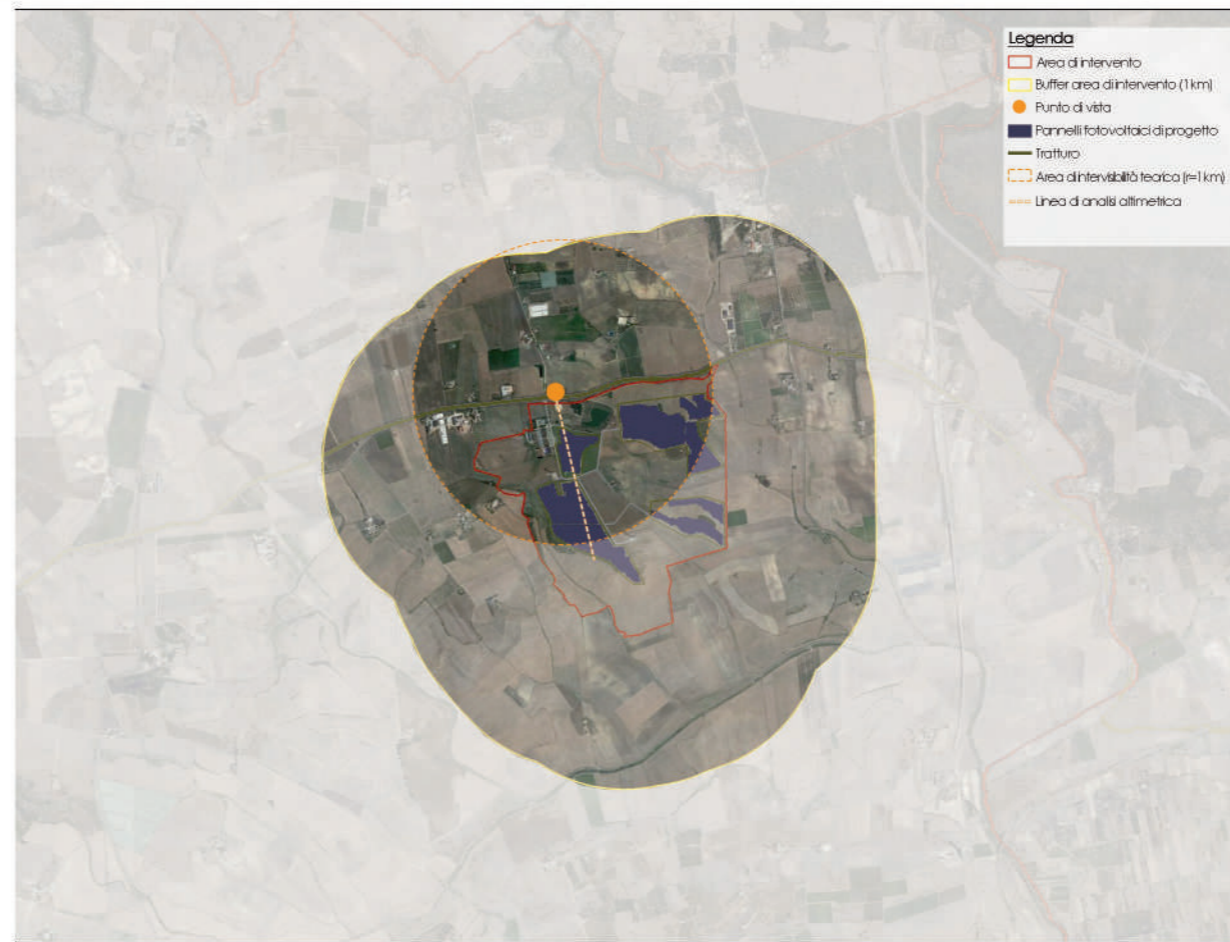 Legenda
Area di intervento
Buffer area di intervento (1 km)
Punto di vista
Pannelli fotovoltaici di progetto
Tratturo
Area di intervisibilità teorica (r=1 km)
Linea di analisi altimetrica